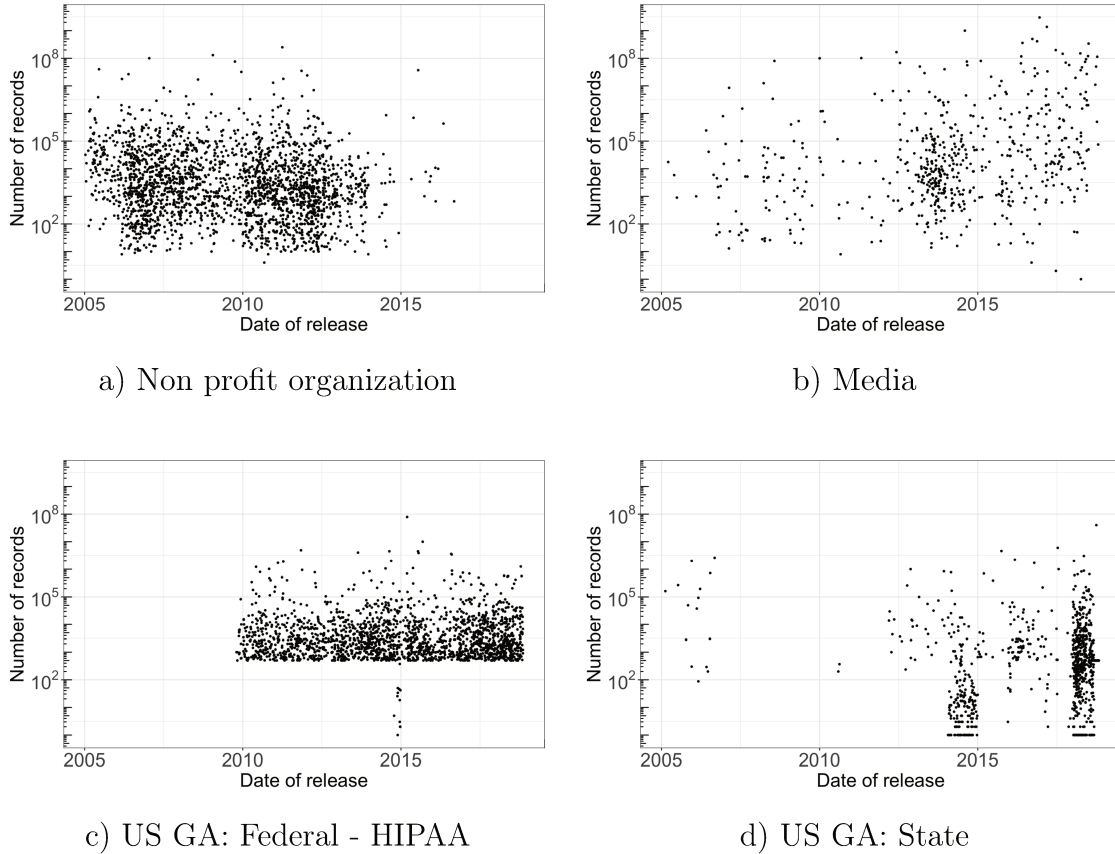 Number of records
10^8
10^5
10^2
2005 2010 2015
Date of release
a) Non profit organization
Number of records
10^8
10^5
10^2
2005 2010 2015
Date of release
b) Media
Number of records
10^8
10^5
10^2
2005 2010 2015
Date of release
c) US GA: Federal - HIPAA
Number of records
10^8
10^5
10^2
2005 2010 2015
Date of release
d) US GA: State